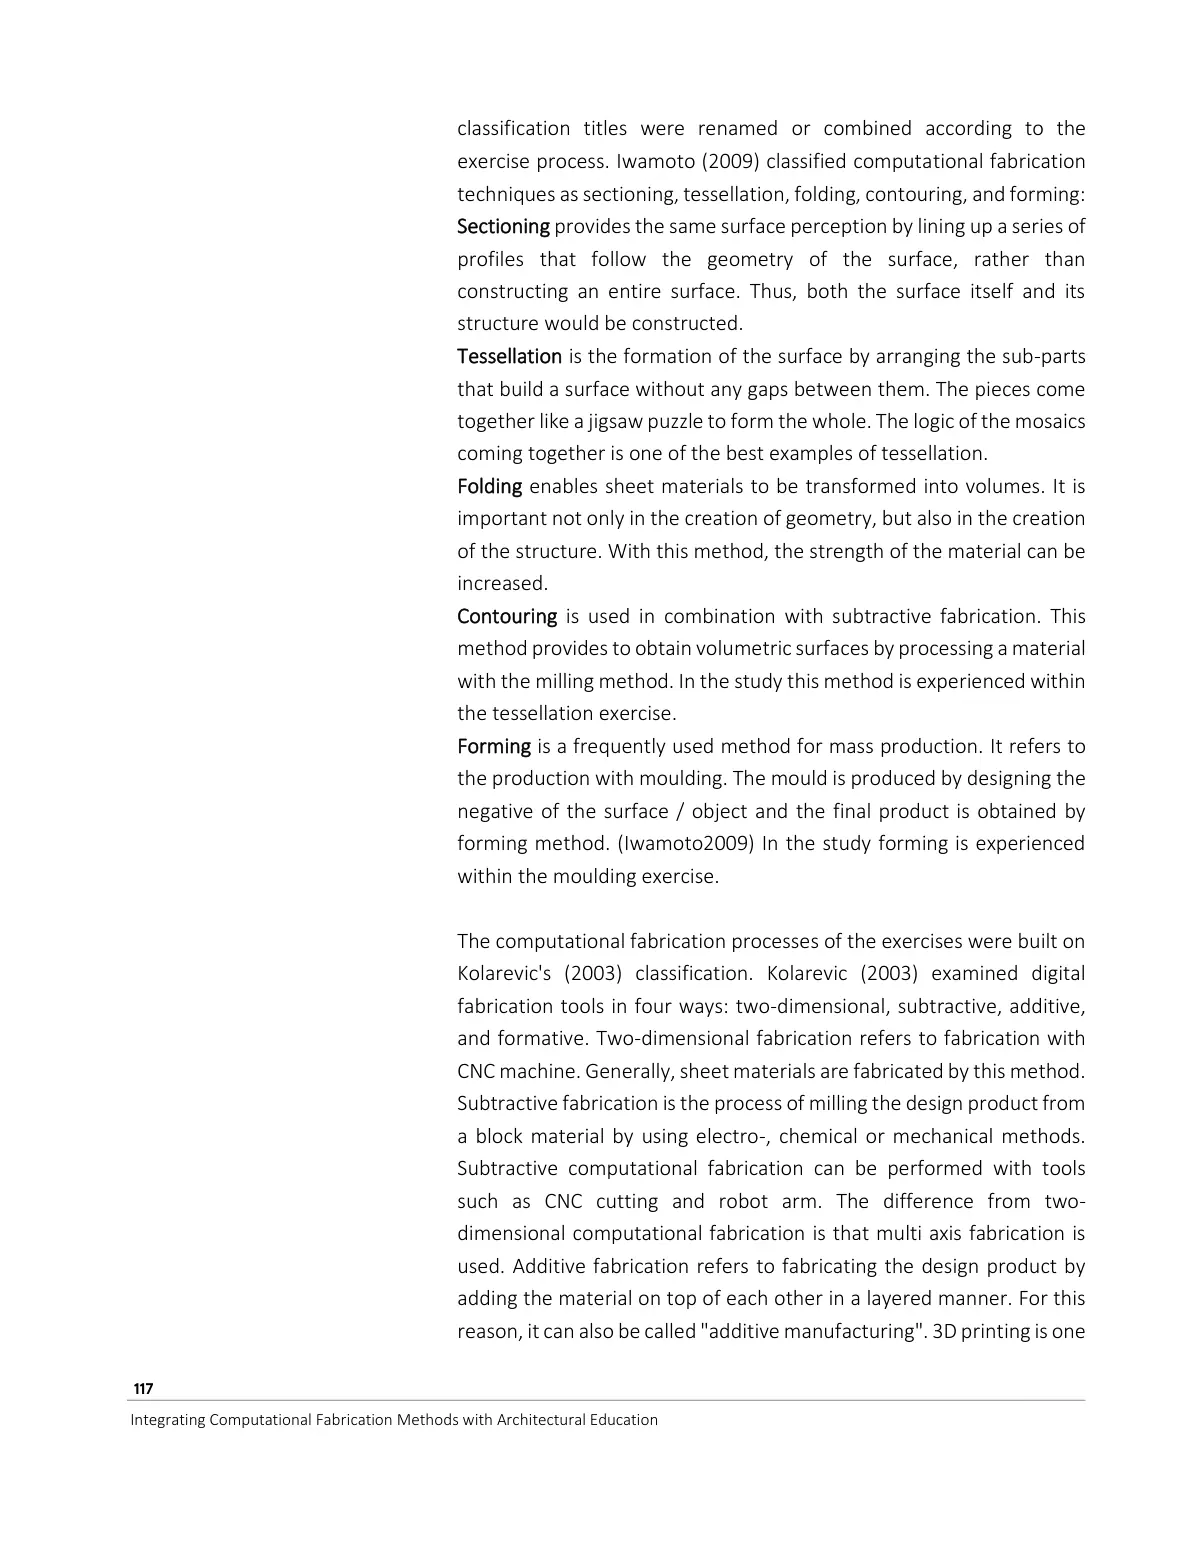 classification titles were renamed or combined according to the
exercise process. Iwamoto (2009) classified computational fabrication
techniques as sectioning, tessellation, folding, contouring, and forming:
Sectioning provides the same surface perception by lining up a series of
profiles that follow the geometry of the surface, rather than
constructing an entire surface. Thus, both the surface itself and its
structure would be constructed.
Tessellation is the formation of the surface by arranging the sub-parts
that build a surface without any gaps between them. The pieces come
together like a jigsaw puzzle to form the whole. The logic of the mosaics
coming together is one of the best examples of tessellation.
Folding enables sheet materials to be transformed into volumes. It is
important not only in the creation of geometry, but also in the creation
of the structure. With this method, the strength of the material can be
increased.
Contouring is used in combination with subtractive fabrication. This
method provides to obtain volumetric surfaces by processing a material
with the milling method. In the study this method is experienced within
the tessellation exercise.
Forming is a frequently used method for mass production. It refers to
the production with moulding. The mould is produced by designing the
negative of the surface / object and the final product is obtained by
forming method. (Iwamoto2009) In the study forming is experienced
within the moulding exercise.
The computational fabrication processes of the exercises were built on
Kolarevic's (2003) classification. Kolarevic (2003) examined digital
fabrication tools in four ways: two-dimensional, subtractive, additive,
and formative. Two-dimensional fabrication refers to fabrication with
CNC machine. Generally, sheet materials are fabricated by this method.
Subtractive fabrication is the process of milling the design product from
a block material by using electro-, chemical or mechanical methods.
Subtractive computational fabrication can be performed with tools
such as CNC cutting and robot arm. The difference from two-
dimensional computational fabrication is that multi axis fabrication is
used. Additive fabrication refers to fabricating the design product by
adding the material on top of each other in a layered manner. For this
reason, it can also be called "additive manufacturing". 3D printing is one
117
Integrating Computational Fabrication Methods with Architectural Education